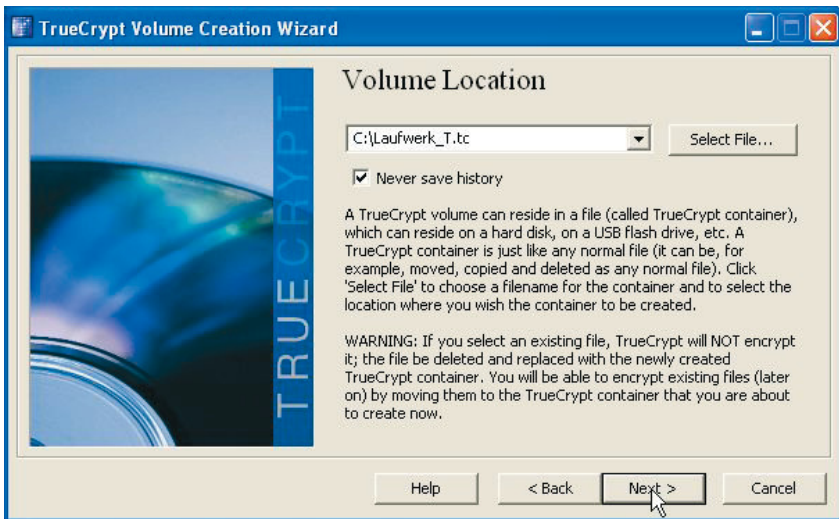 TrueCrypt Volume Creation Wizard
TRUECRYPT
Volume Location
C:\Laufwerk_T.tc
Select File...
Never save history
A TrueCrypt volume can reside in a file (called TrueCrypt container),
which can reside on a hard disk, on a USB flash drive, etc. A
TrueCrypt container is just like any normal file (it can be, for
example, moved, copied and deleted as any normal file). Click
'Select File' to choose a filename for the container and to select the
location where you wish the container to be created.
WARNING: If you select an existing file, TrueCrypt will NOT encrypt
it; the file be deleted and replaced with the newly created
TrueCrypt container. You will be able to encrypt existing files (later
on) by moving them to the TrueCrypt container that you are about
to create now.
Help
< Back
Next >
Cancel